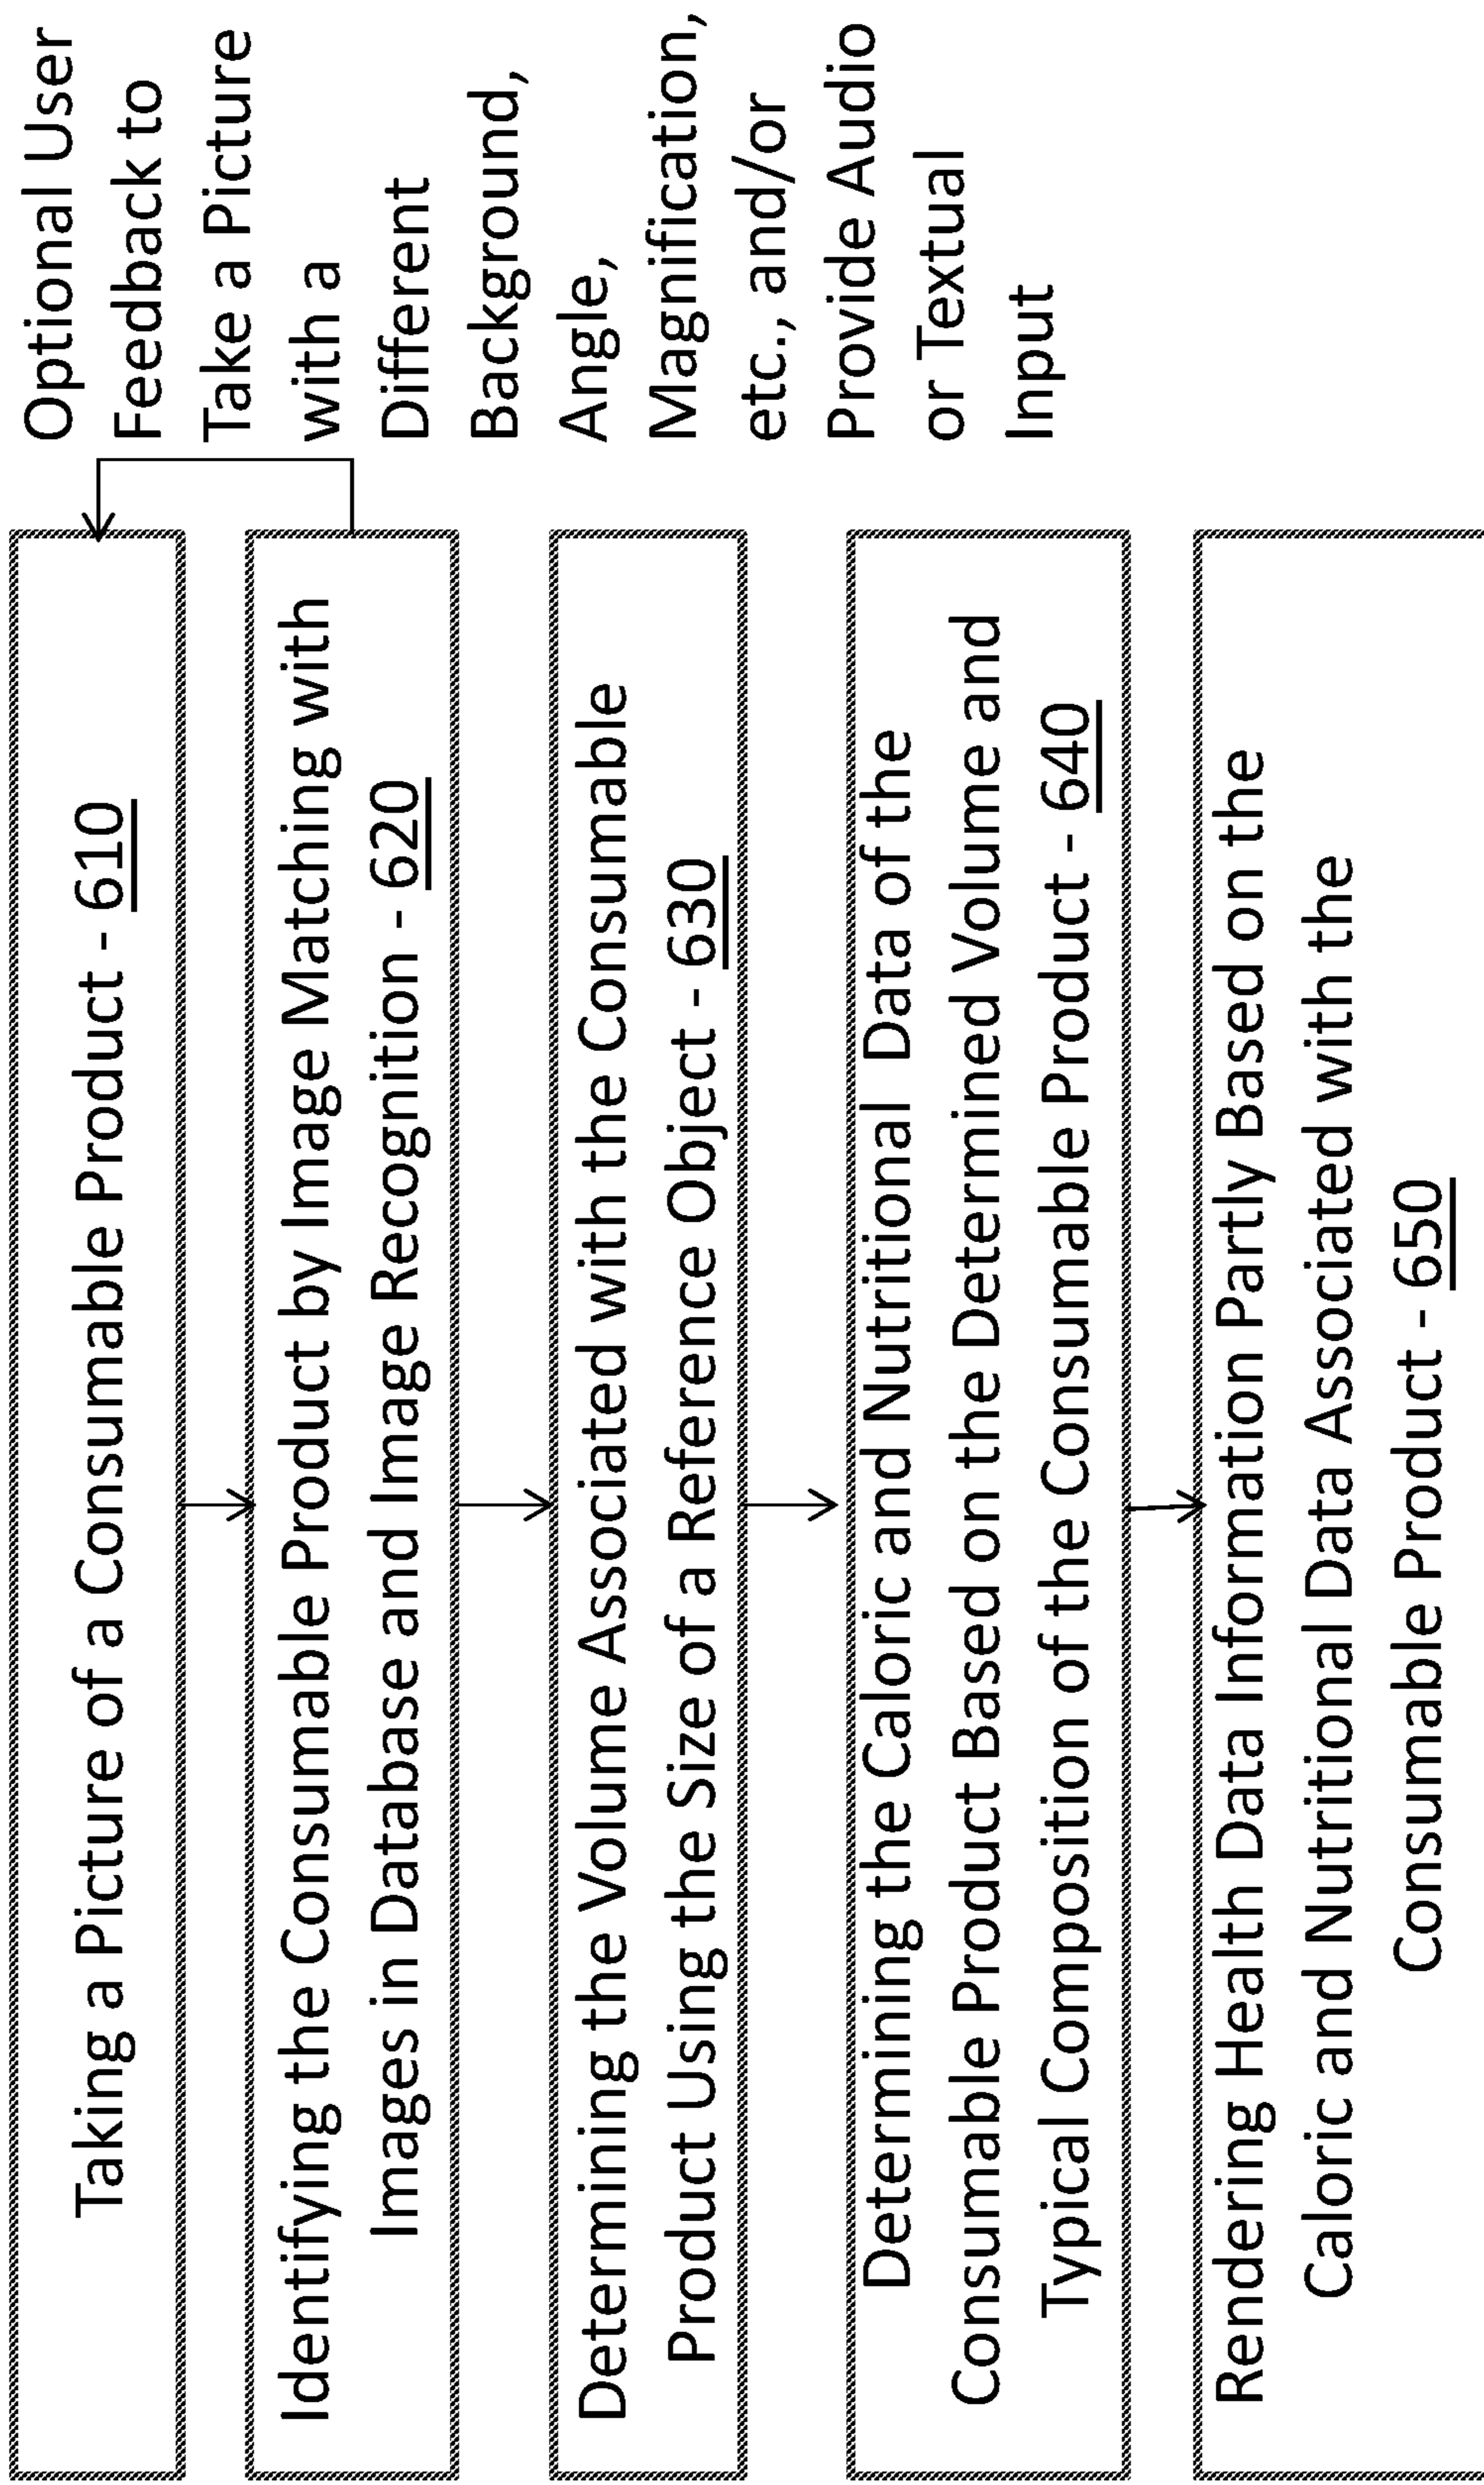 Taking a Picture of a Consumable Product - 610
Identifying the Consumable Product by Image Matching with
Images in Database and Image Recognition - 620
Determining the Volume Associated with the Consumable
Product Using the Size of a Reference Object - 630
Determining the Caloric and Nutritional Data of the
Consumable Product Based on the Determined Volume and
Typical Composition of the Consumable Product - 640
Rendering Health Data Information Partly Based on the
Caloric and Nutritional Data Associated with the
Consumable Product - 650
Optional User
Feedback to
Take a Picture
with a
Different
Background,
Angle,
Magnification,
etc., and/or
Provide Audio
or Textual
Input